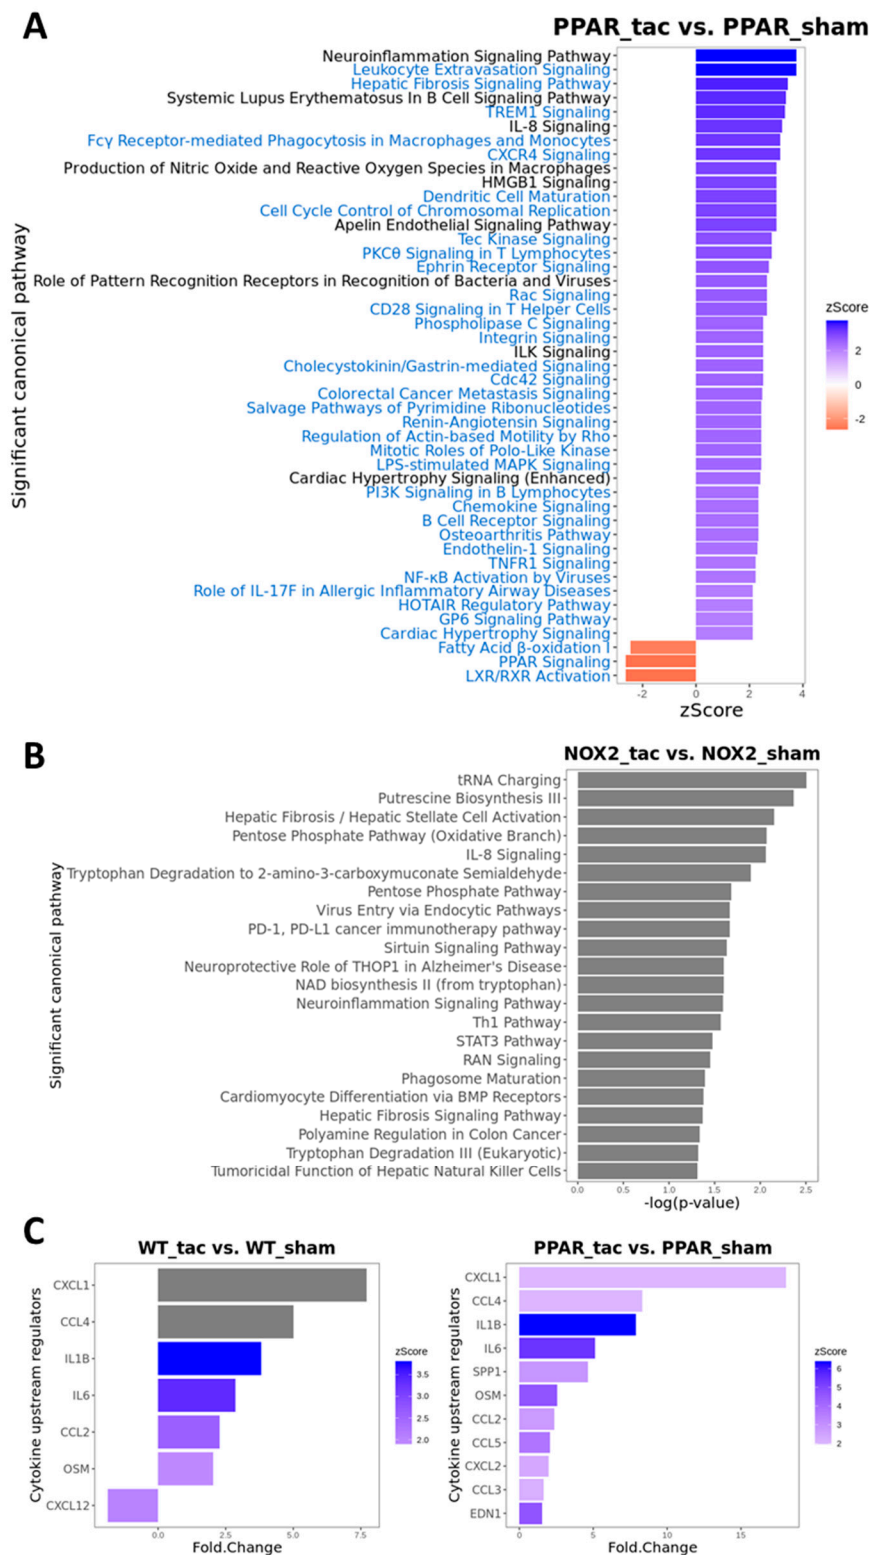 A
PPAR_tac vs. PPAR_sham
Significant canonical pathway
Neuroinflammation Signaling Pathway
Leukocyte Extravasation Signaling
Hepatic Fibrosis Signaling Pathway
Systemic Lupus Erythematosus In B Cell Signaling Pathway
TREM1 Signaling
IL-8 Signaling
Fcγ Receptor-mediated Phagocytosis in Macrophages and Monocytes
CXCR4 Signaling
Production of Nitric Oxide and Reactive Oxygen Species in Macrophages
HMGB1 Signaling
Dendritic Cell Maturation
Cell Cycle Control of Chromosomal Replication
Apelin Endothelial Signaling Pathway
Tec Kinase Signaling
PKCθ Signaling in T Lymphocytes
Ephrin Receptor Signaling
Role of Pattern Recognition Receptors in Recognition of Bacteria and Viruses
Rac Signaling
CD28 Signaling in T Helper Cells
Phospholipase C Signaling
Integrin Signaling
ILK Signaling
Cholecystokinin/Gastrin-mediated Signaling
Cdc42 Signaling
Colorectal Cancer Metastasis Signaling
Salvage Pathways of Pyrimidine Ribonucleotides
Renin-Angiotensin Signaling
Regulation of Actin-based Motility by Rho
Mitotic Roles of Polo-Like Kinase
LPS-stimulated MAPK Signaling
Cardiac Hypertrophy Signaling (Enhanced)
PI3K Signaling in B Lymphocytes
Chemokine Signaling
B Cell Receptor Signaling
Osteoarthritis Pathway
Endothelin-1 Signaling
TNFR1 Signaling
NF-κB Activation by Viruses
Role of IL-17F in Allergic Inflammatory Airway Diseases
HOTAIR Regulatory Pathway
GP6 Signaling Pathway
Cardiac Hypertrophy Signaling
Fatty Acid β-oxidation I
PPAR Signaling
LXR/RXR Activation
-2 0 2 4
zScore
zScore
2
0
-2
B
NOX2_tac vs. NOX2_sham
Significant canonical pathway
tRNA Charging
Putrescine Biosynthesis III
Hepatic Fibrosis / Hepatic Stellate Cell Activation
Pentose Phosphate Pathway (Oxidative Branch)
IL-8 Signaling
Tryptophan Degradation to 2-amino-3-carboxymuconate Semialdehyde
Pentose Phosphate Pathway
Virus Entry via Endocytic Pathways
PD-1, PD-L1 cancer immunotherapy pathway
Sirtuin Signaling Pathway
Neuroprotective Role of THOP1 in Alzheimer's Disease
NAD biosynthesis II (from tryptophan)
Neuroinflammation Signaling Pathway
Th1 Pathway
STAT3 Pathway
RAN Signaling
Phagosome Maturation
Cardiomyocyte Differentiation via BMP Receptors
Hepatic Fibrosis Signaling Pathway
Polyamine Regulation in Colon Cancer
Tryptophan Degradation III (Eukaryotic)
Tumoricidal Function of Hepatic Natural Killer Cells
0.0 0.5 1.0 1.5 2.0 2.5
-log(p-value)
C
WT_tac vs. WT_sham
Cytokine upstream regulators
CXCL1
CCL4
IL1B
IL6
CCL2
OSM
CXCL12
0.0 2.5 5.0 7.5
Fold.Change
zScore
3.5
3.0
2.5
2.0
PPAR_tac vs. PPAR_sham
Cytokine upstream regulators
CXCL1
CCL4
IL1B
IL6
SPP1
OSM
CCL2
CCL5
CXCL2
CCL3
EDN1
0 5 10 15
Fold.Change
zScore
6
5
4
3
2